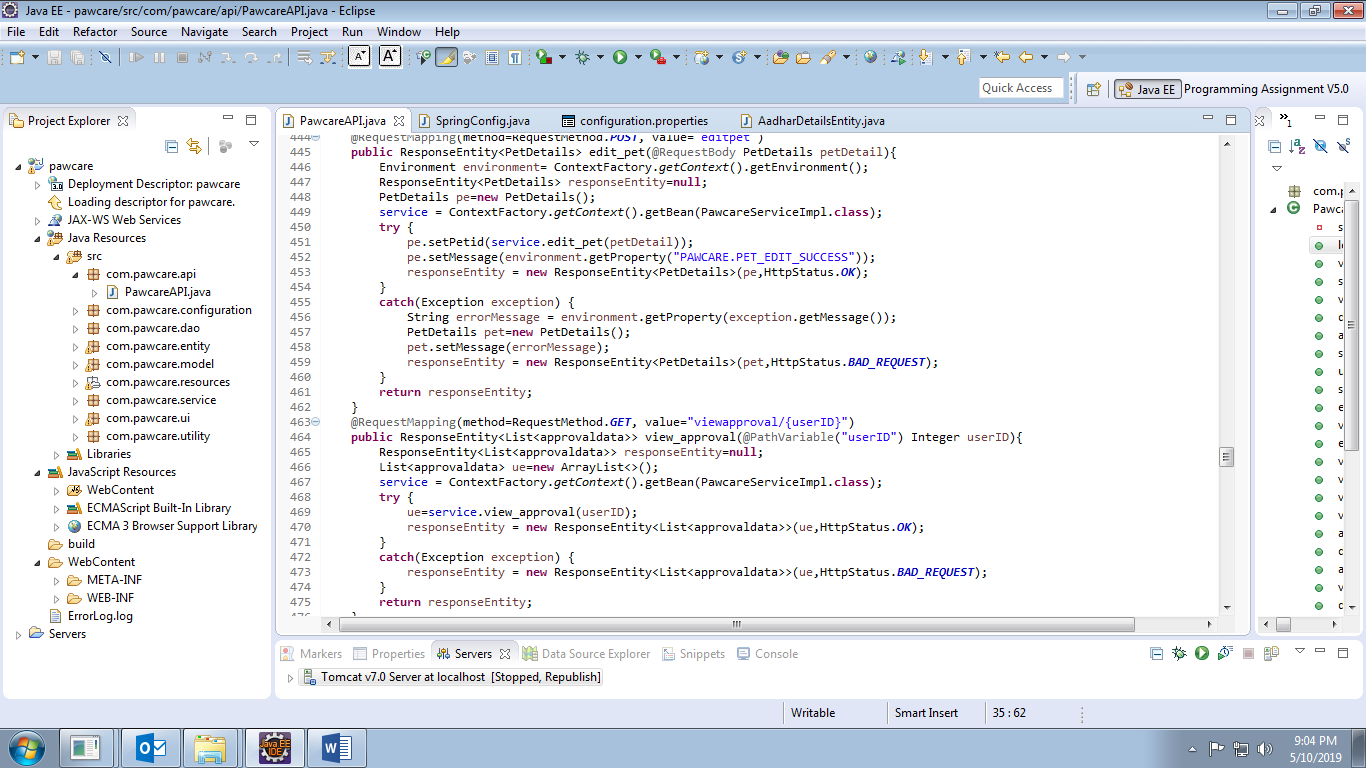 Java EE - pawcare/src/com/pawcare/api/PawcareAPI.java - Eclipse
File Edit Refactor Source Navigate Search Project Run Window Help
Quick Access
Java EE
Programming Assignment V5.0
Project Explorer
PawcareAPI.java
SpringConfig.java
configuration.properties
AadharDetailsEntity.java
pawcare
Deployment Descriptor: pawcare
Loading descriptor for pawcare.
JAX-WS Web Services
Java Resources
src
com.pawcare.api
PawcareAPI.java
com.pawcare.configuration
com.pawcare.dao
com.pawcare.entity
com.pawcare.model
com.pawcare.resources
com.pawcare.service
com.pawcare.ui
com.pawcare.utility
Libraries
JavaScript Resources
WebContent
ECMAScript Built-In Library
ECMA 3 Browser Support Library
build
WebContent
META-INF
WEB-INF
ErrorLog.log
Servers
444 @RequestMapping(method=RequestMethod.POST, value="editpet")
445 public ResponseEntity<PetDetails> edit_pet(@RequestBody PetDetails petDetail){
446 Environment environment= ContextFactory.getContext().getEnvironment();
447 ResponseEntity<PetDetails> responseEntity=null;
448 PetDetails pe=new PetDetails();
449 service = ContextFactory.getContext().getBean(PawcareServiceImpl.class);
450 try {
451 pe.setPetid(service.edit_pet(petDetail));
452 pe.setMessage(environment.getProperty("PAWCARE.PET_EDIT_SUCCESS"));
453 responseEntity = new ResponseEntity<PetDetails>(pe,HttpStatus.OK);
454 }
455 catch(Exception exception) {
456 String errorMessage = environment.getProperty(exception.getMessage());
457 PetDetails pet=new PetDetails();
458 pet.setMessage(errorMessage);
459 responseEntity = new ResponseEntity<PetDetails>(pet,HttpStatus.BAD_REQUEST);
460 }
461 return responseEntity;
462 }
463 @RequestMapping(method=RequestMethod.GET, value="viewapproval/{userID}")
464 public ResponseEntity<List<approvaldata>> view_approval(@PathVariable("userID") Integer userID){
465 ResponseEntity<List<approvaldata>> responseEntity=null;
466 List<approvaldata> ue=new ArrayList<>();
467 service = ContextFactory.getContext().getBean(PawcareServiceImpl.class);
468 try {
469 ue=service.view_approval(userID);
470 responseEntity = new ResponseEntity<List<approvaldata>>(ue,HttpStatus.OK);
471 }
472 catch(Exception exception) {
473 responseEntity = new ResponseEntity<List<approvaldata>>(ue,HttpStatus.BAD_REQUEST);
474 }
475 return responseEntity;
476 }
com.p
Pawc
Markers Properties Servers Data Source Explorer Snippets Console
Tomcat v7.0 Server at localhost [Stopped, Republish]
Writable
Smart Insert
35 : 62
9:04 PM
5/10/2019